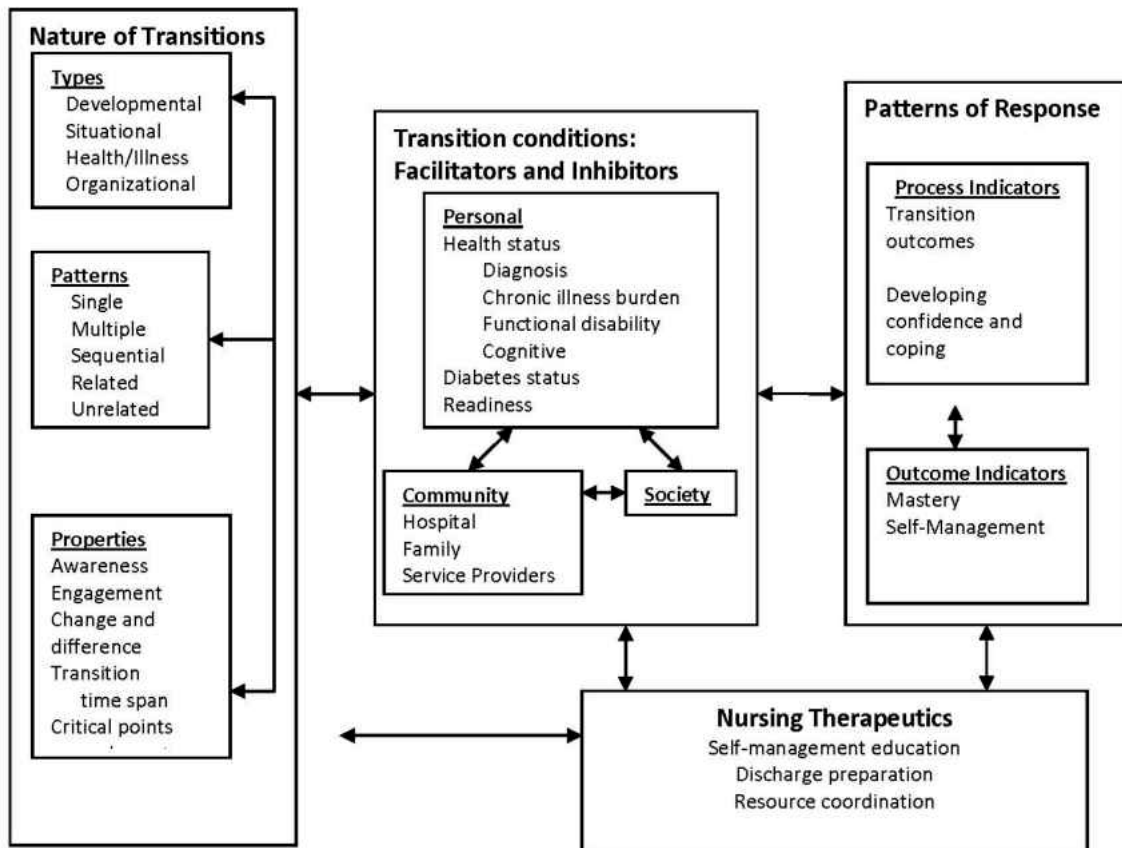 Nature of Transitions
Types
Developmental
Situational
Health/Illness
Organizational
Patterns
Single
Multiple
Sequential
Related
Unrelated
Properties
Awareness
Engagement
Change and
difference
Transition
time span
Critical points
Transition conditions:
Facilitators and Inhibitors
Personal
Health status
Diagnosis
Chronic illness burden
Functional disability
Cognitive
Diabetes status
Readiness
Community
Hospital
Family
Service Providers
Society
Patterns of Response
Process Indicators
Transition
outcomes
Developing
confidence and
coping
Outcome Indicators
Mastery
Self-Management
Nursing Therapeutics
Self-management education
Discharge preparation
Resource coordination